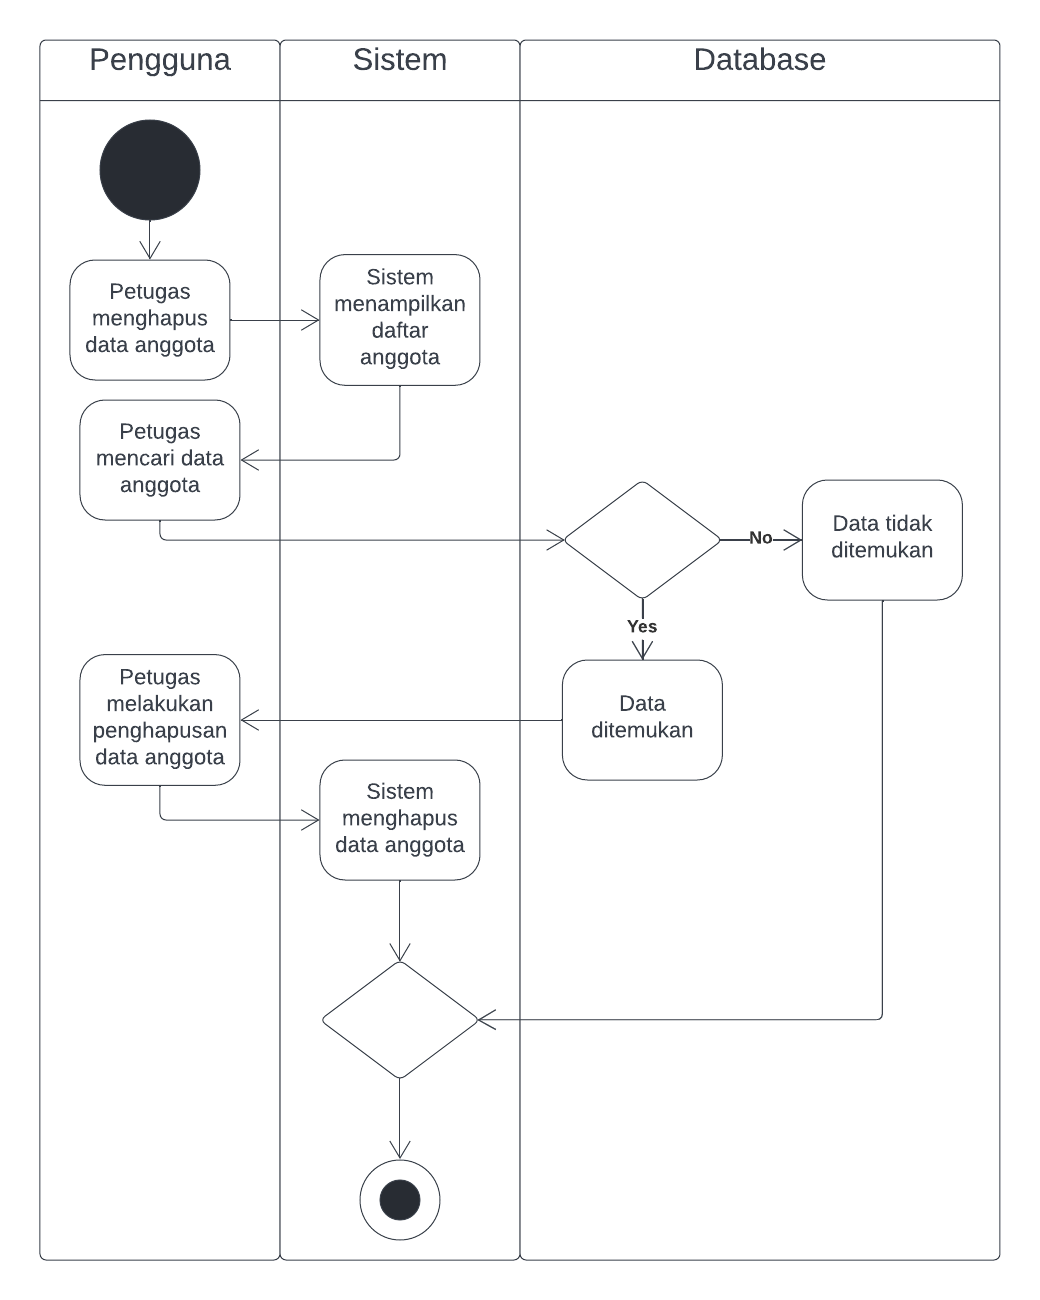 Pengguna
Sistem
Database
Petugas
menghapus
data anggota
Sistem
menampilkan
daftar
anggota
Petugas
mencari data
anggota
No
Data tidak
ditemukan
Yes
Data
ditemukan
Petugas
melakukan
penghapusan
data anggota
Sistem
menghapus
data anggota